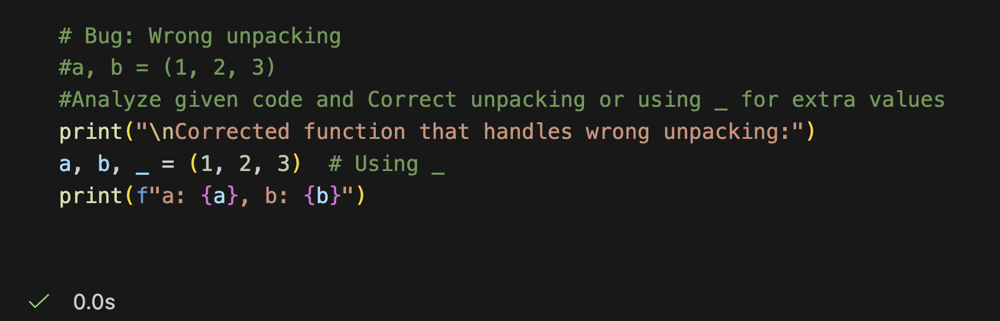 # Bug: Wrong unpacking
#a, b = (1, 2, 3)
#Analyze given code and Correct unpacking or using _ for extra values
print("\nCorrected function that handles wrong unpacking:")
a, b, _ = (1, 2, 3)  # Using _
print(f"a: {a}, b: {b}")
0.0s